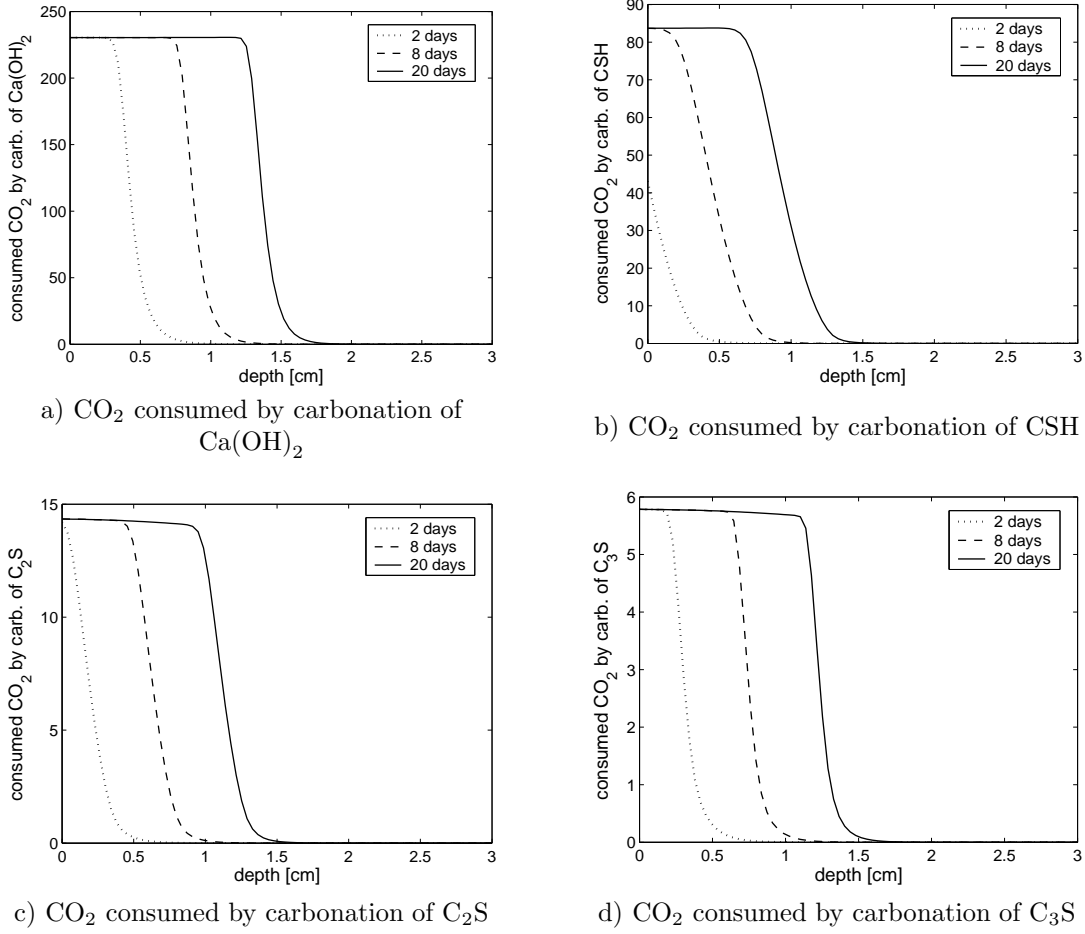 consumed CO2 by carb. of Ca(OH)2
250
200
150
100
50
0
0 0.5 1 1.5 2 2.5 3
depth [cm]
2 days
8 days
20 days
a) CO2 consumed by carbonation of
Ca(OH)2
consumed CO2 by carb. of CSH
90
80
70
60
50
40
30
20
10
0
0 0.5 1 1.5 2 2.5 3
depth [cm]
2 days
8 days
20 days
b) CO2 consumed by carbonation of CSH
consumed CO2 by carb. of C2S
15
10
5
0
0 0.5 1 1.5 2 2.5 3
depth [cm]
2 days
8 days
20 days
c) CO2 consumed by carbonation of C2S
consumed CO2 by carb. of C3S
6
5
4
3
2
1
0
0 0.5 1 1.5 2 2.5 3
depth [cm]
2 days
8 days
20 days
d) CO2 consumed by carbonation of C3S